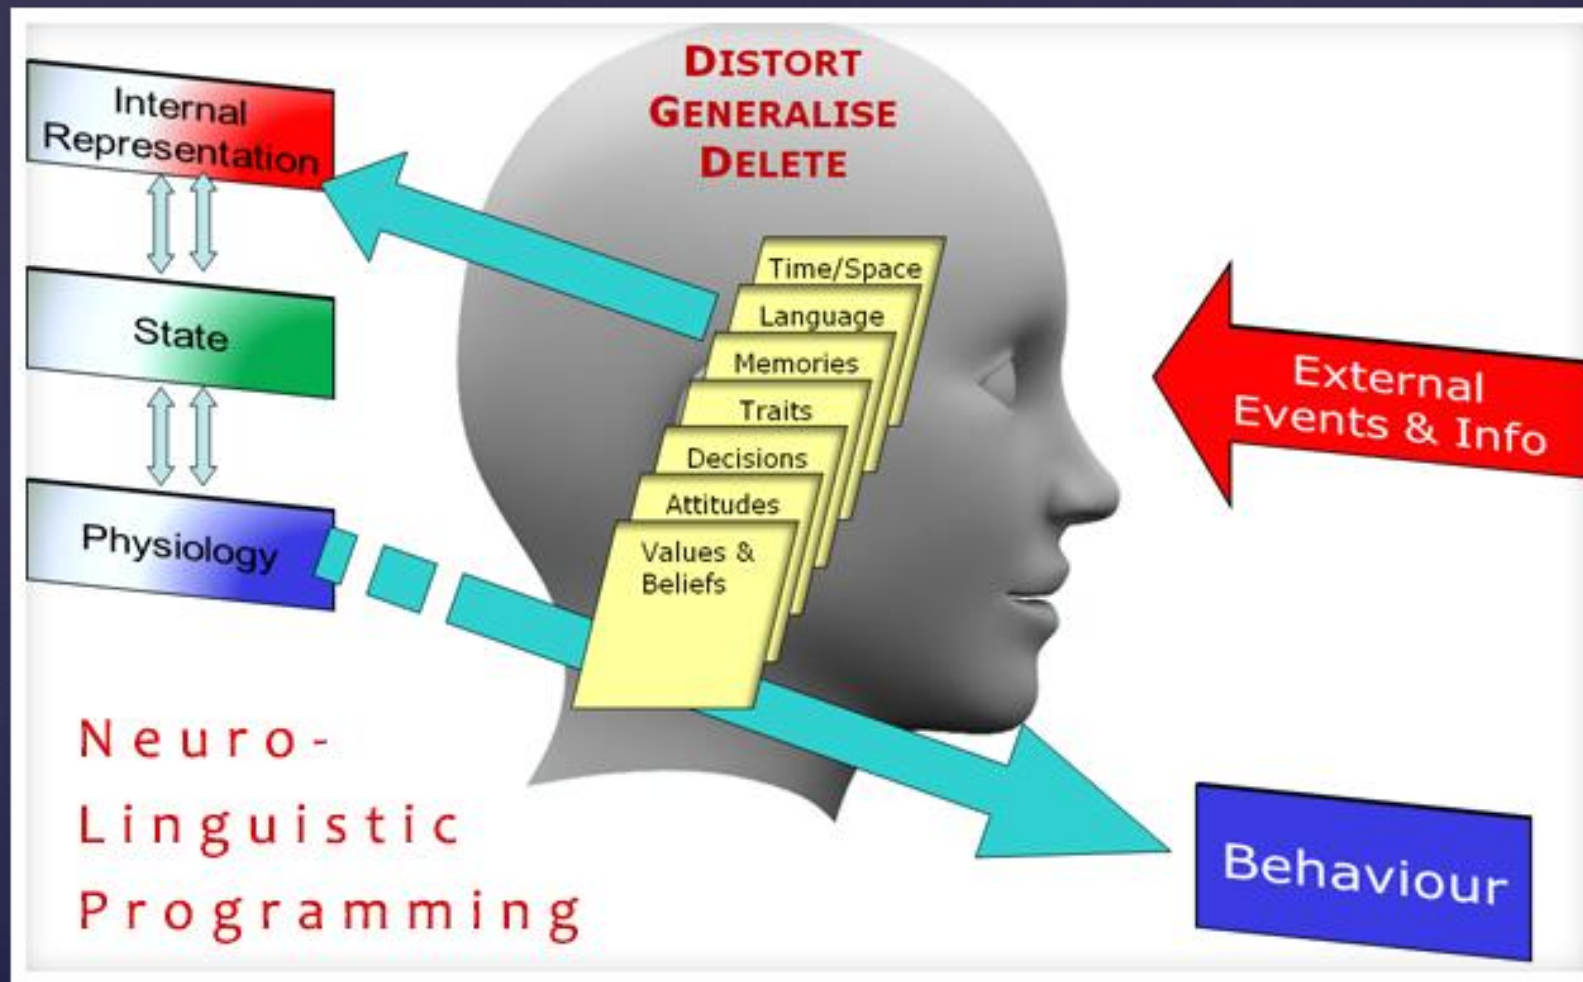 DISTORT
GENERALISE
DELETE
Internal
Representation
State
Physiology
Time/Space
Language
Memories
Traits
Decisions
Attitudes
Values &
Beliefs
External
Events & Info
Behaviour
Neuro-
Linguistic
Programming